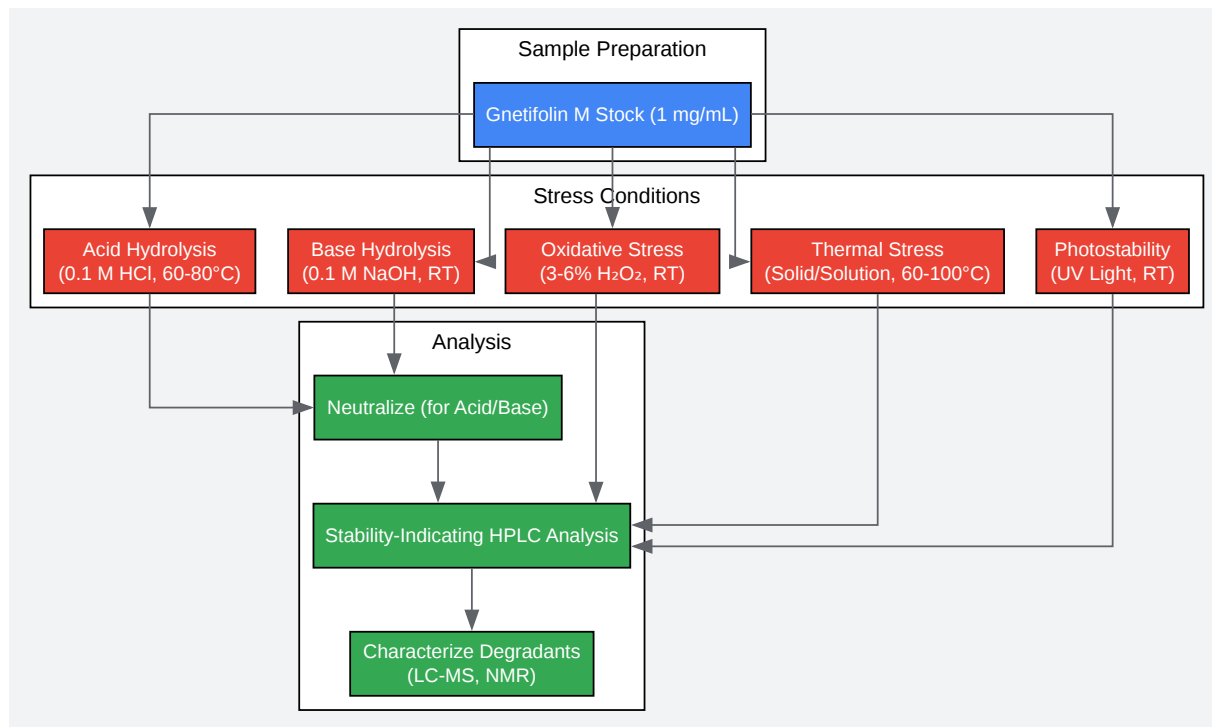 Sample Preparation
Gnetifolin M Stock (1 mg/mL)
Stress Conditions
Acid Hydrolysis
(0.1 M HCl, 60-80°C)
Base Hydrolysis
(0.1 M NaOH, RT)
Oxidative Stress
(3-6% H₂O₂, RT)
Thermal Stress
(Solid/Solution, 60-100°C)
Photostability
(UV Light, RT)
Analysis
Neutralize (for Acid/Base)
Stability-Indicating HPLC Analysis
Characterize Degradants
(LC-MS, NMR)